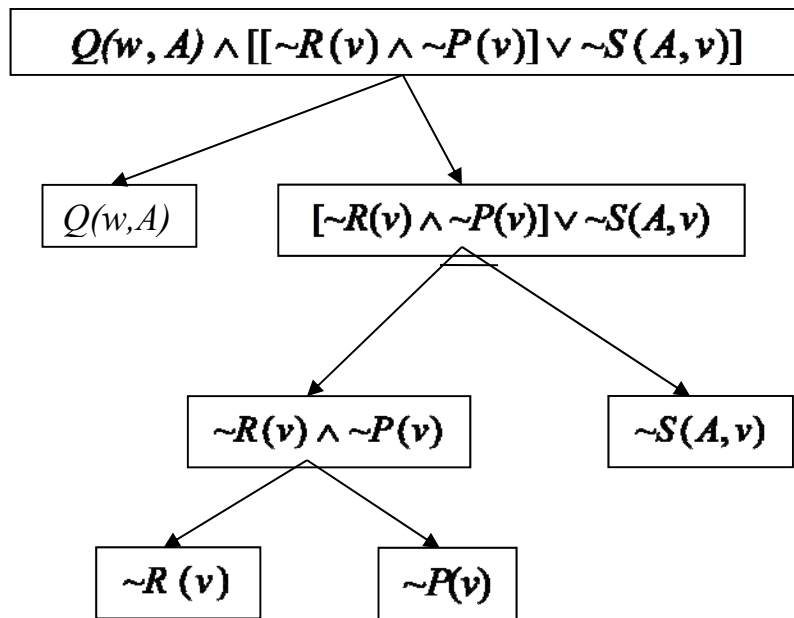 Q(w, A) ∧ [[~R(v) ∧ ~P(v)] ∨ ~S(A, v)]
Q(w,A)
[~R(v) ∧ ~P(v)] ∨ ~S(A, v)
~R(v) ∧ ~P(v)
~S(A, v)
~R (v)
~P(v)